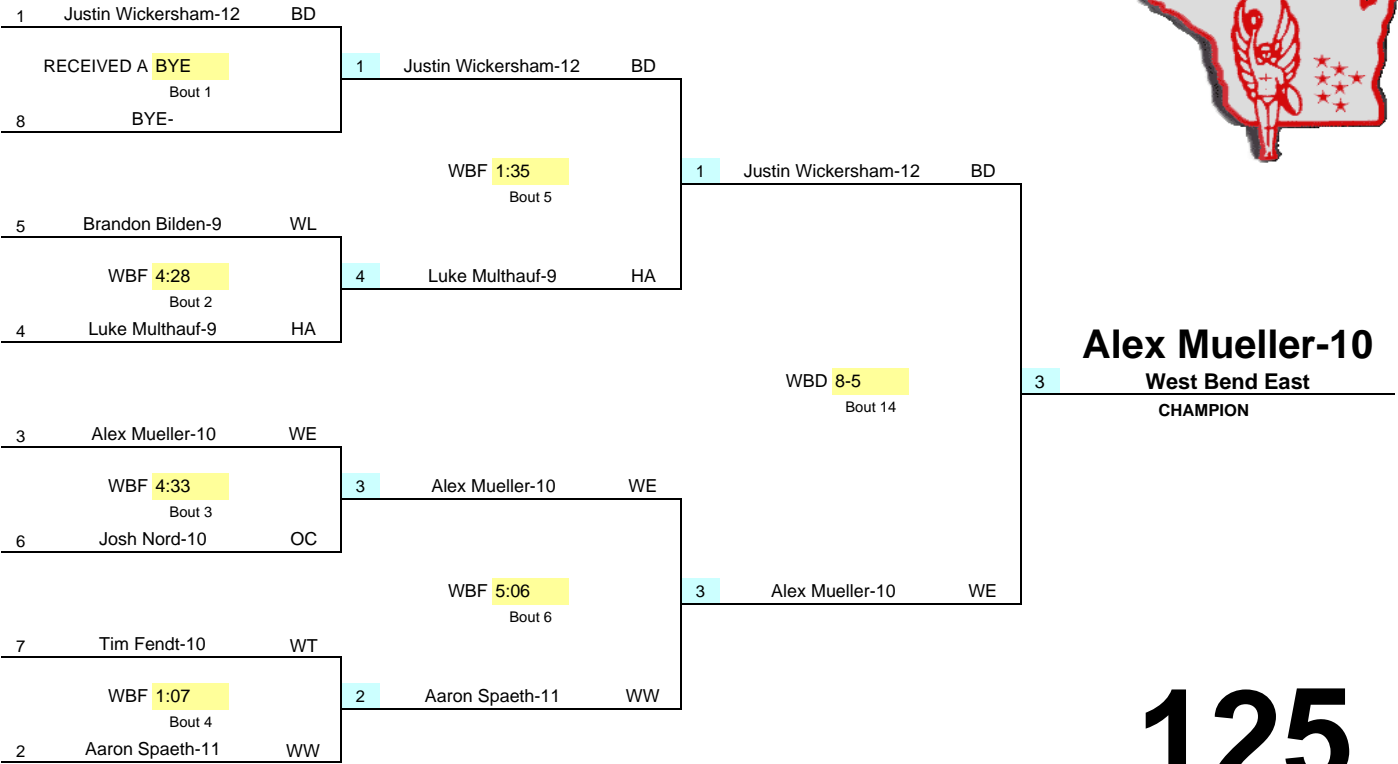 1 Justin Wickersham-12 BD
RECEIVED A BYE
1 Justin Wickersham-12 BD
Bout 1
8 BYE-
WBF 1:35
1 Justin Wickersham-12 BD
Bout 5
5 Brandon Bilden-9 WL
WBF 4:28
4 Luke Multhauf-9 HA
Bout 2
4 Luke Multhauf-9 HA
Alex Mueller-10
WBD 8-5
3 West Bend East
Bout 14
CHAMPION
3 Alex Mueller-10 WE
WBF 4:33
3 Alex Mueller-10 WE
Bout 3
6 Josh Nord-10 OC
WBF 5:06
3 Alex Mueller-10 WE
Bout 6
7 Tim Fendt-10 WT
WBF 1:07
2 Aaron Spaeth-11 WW
Bout 4
2 Aaron Spaeth-11 WW
125